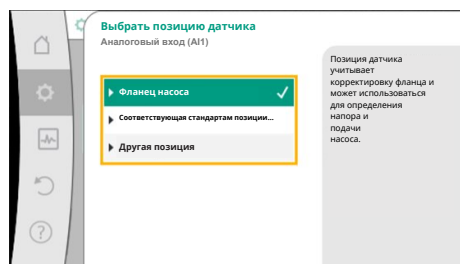 Выбрать позицию датчика
Аналоговый вход (AI1)
Фланец насоса
Соответствующая стандартам позиции...
Другая позиция
Позиция датчика
учитывает
корректировку фланца и
может использоваться
для определения
напора и
подачи
насоса.
?